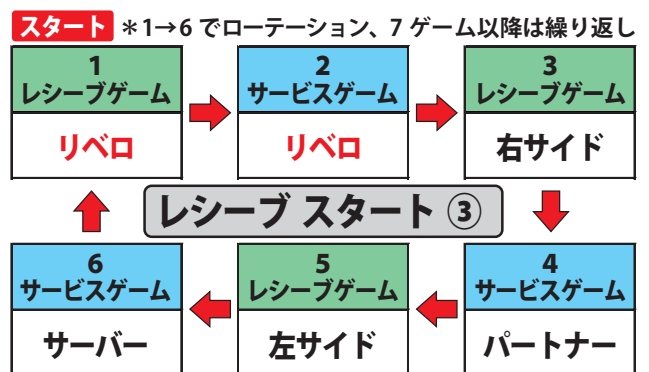 スタート ＊1→6 でローテーション、7 ゲーム以降は繰り返し
1
レシーブゲーム
リベロ
2
サービスゲーム
リベロ
3
レシーブゲーム
右サイド
レシーブ スタート ③
6
サービスゲーム
サーバー
5
レシーブゲーム
左サイド
4
サービスゲーム
パートナー